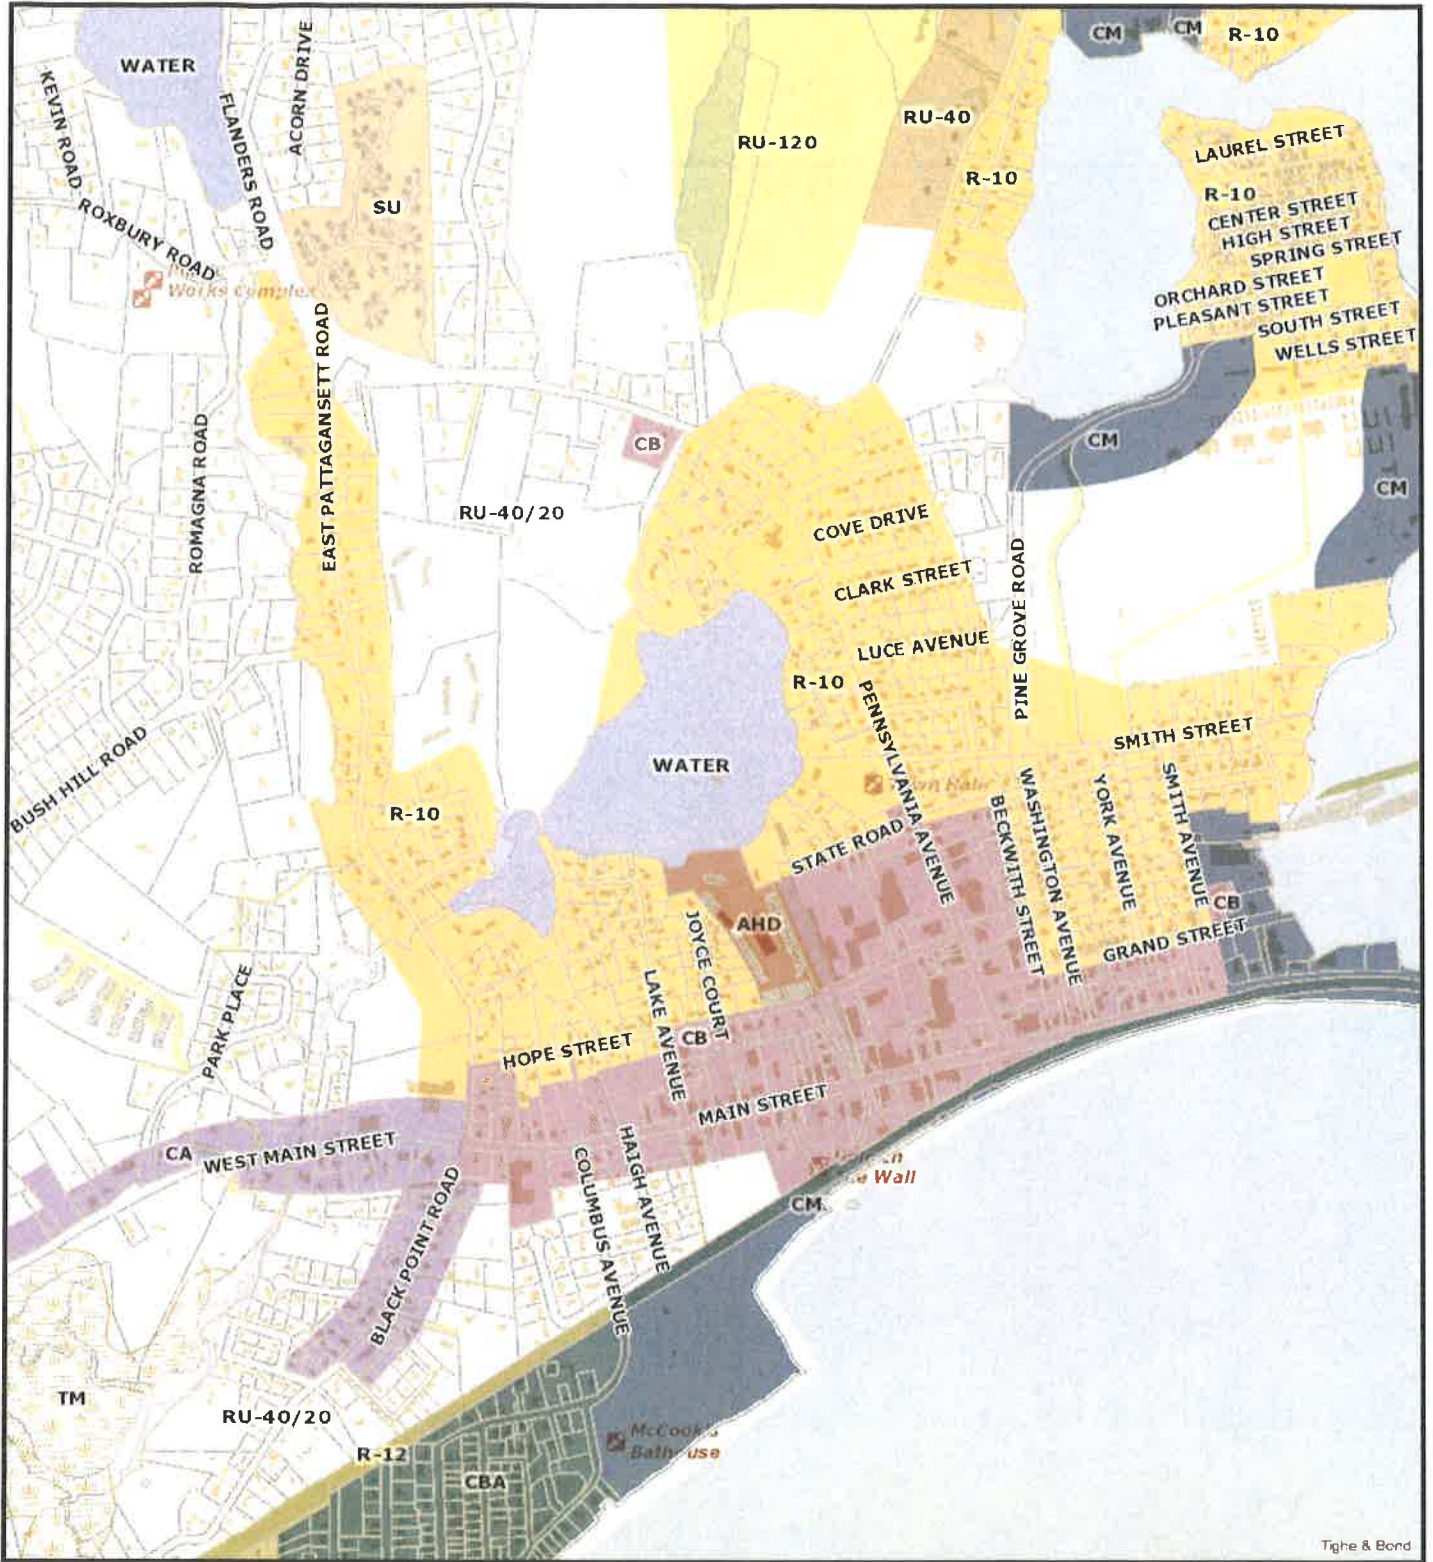 CM
CM
R-10
WATER
ACORN DRIVE
KEVIN ROAD
FLANDERS ROAD
RU-40
RU-120
LAUREL STREET
R-10
R-10
SU
CENTER STREET
HIGH STREET
SPRING STREET
ROXBURY ROAD
Works Complex
ORCHARD STREET
PLEASANT STREET
SOUTH STREET
WELLS STREET
EAST PATTAGANSETT ROAD
ROMAGNA ROAD
CB
CM
CM
RU-40/20
COVE DRIVE
CLARK STREET
PINE GROVE ROAD
LUCE AVENUE
R-10
PENNSYLVANIA AVENUE
BUSH HILL ROAD
WATER
SMITH STREET
Town Hall
R-10
STATE ROAD
BECKWITH STREET
WASHINGTON AVENUE
YORK AVENUE
SMITH AVENUE
CB
AHD
JOYCE COURT
GRAND STREET
LAKE AVENUE
PARK PLACE
CB
HOPE STREET
MAIN STREET
CA
WEST MAIN STREET
Wall
COLUMBUS AVENUE
HAIGH AVENUE
CM
BLACK POINT ROAD
TM
RU-40/20
R-12
McCook's
CBA
Tighe & Bond